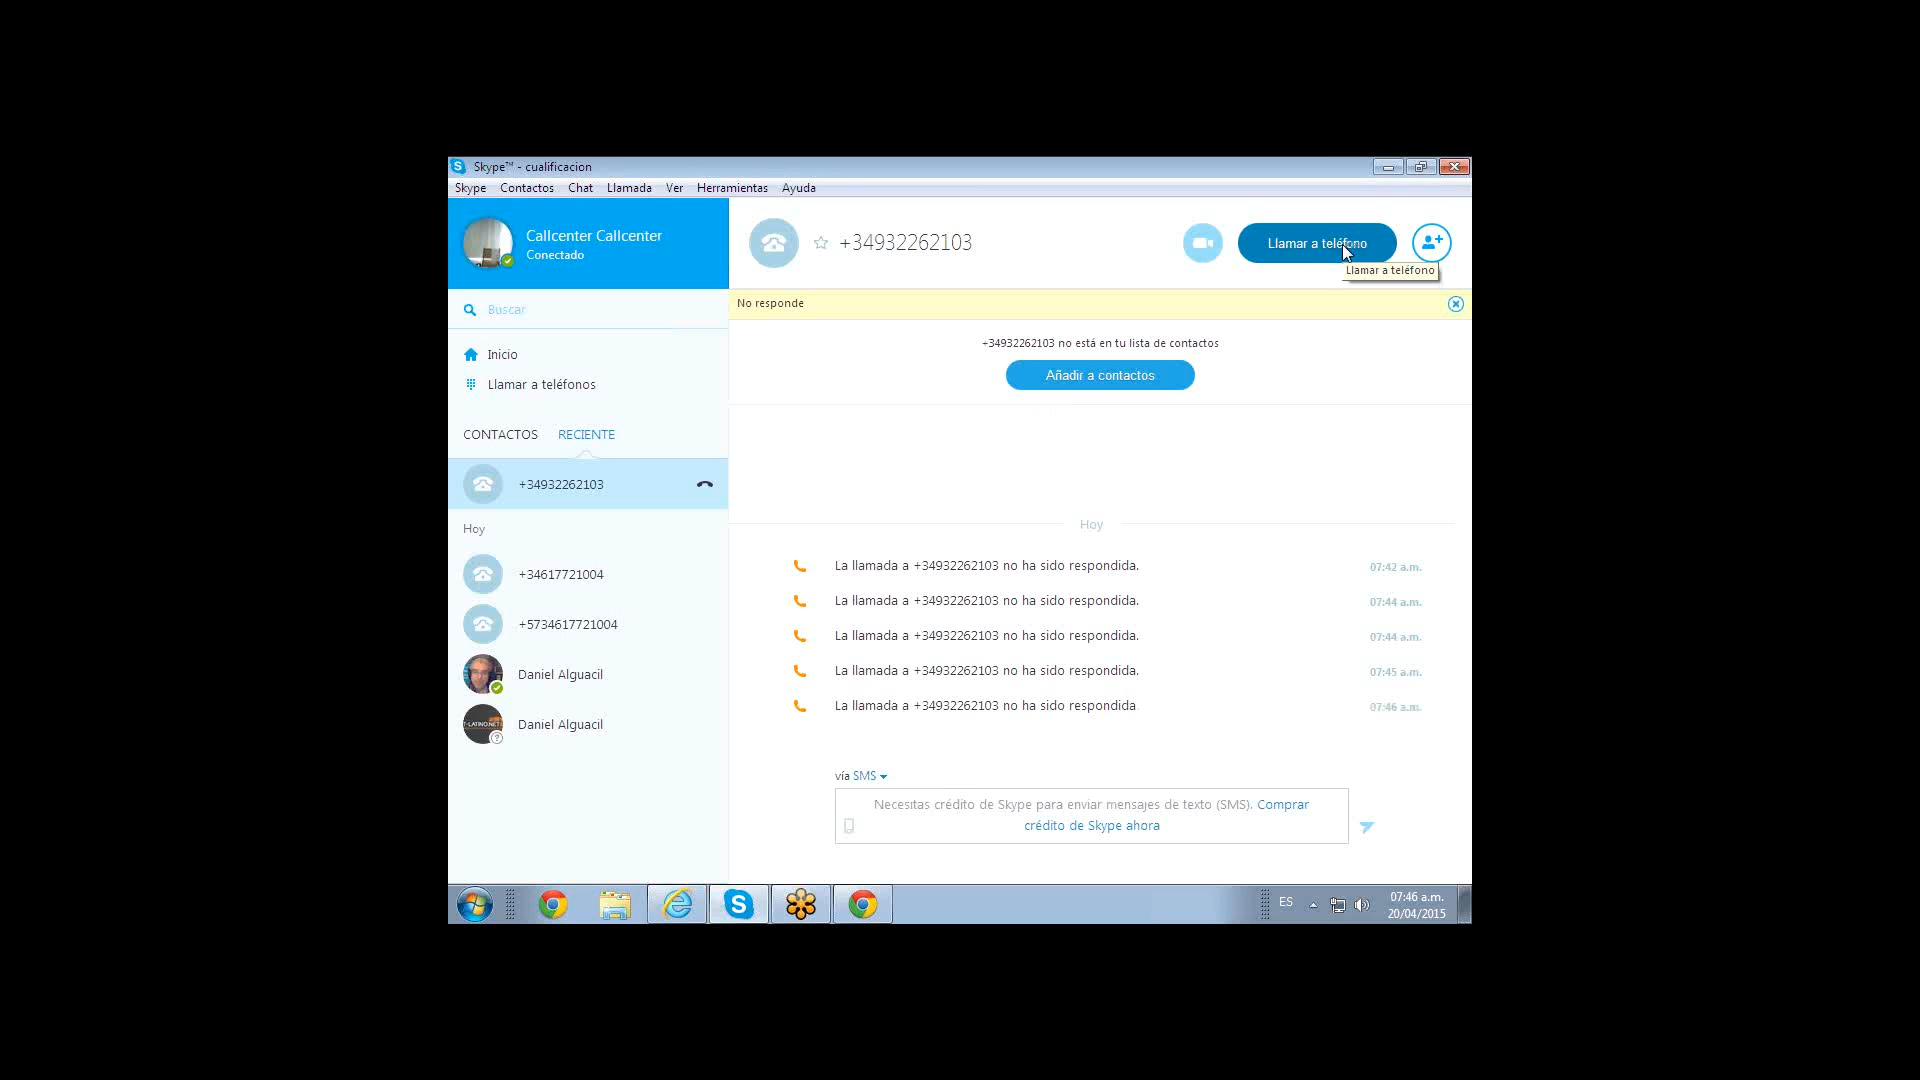 Skype™ - cualificacion
Skype Contactos Chat Llamada Ver Herramientas Ayuda
Callcenter Callcenter
Conectado
+34932262103
Llamar a teléfono
Llamar a teléfono
Buscar
No responde
Inicio
+34932262103 no está en tu lista de contactos
Llamar a teléfonos
Añadir a contactos
CONTACTOS RECIENTE
+34932262103
Hoy
Hoy
+34617721004
+5734617721004
Daniel Alguacil
T-LATINO.NET
Daniel Alguacil
La llamada a +34932262103 no ha sido respondida. 07:42 a.m.
La llamada a +34932262103 no ha sido respondida. 07:44 a.m.
La llamada a +34932262103 no ha sido respondida. 07:44 a.m.
La llamada a +34932262103 no ha sido respondida. 07:45 a.m.
La llamada a +34932262103 no ha sido respondida 07:46 a.m.
vía SMS
Necesitas crédito de Skype para enviar mensajes de texto (SMS). Comprar
crédito de Skype ahora
ES
07:46 a.m.
20/04/2015